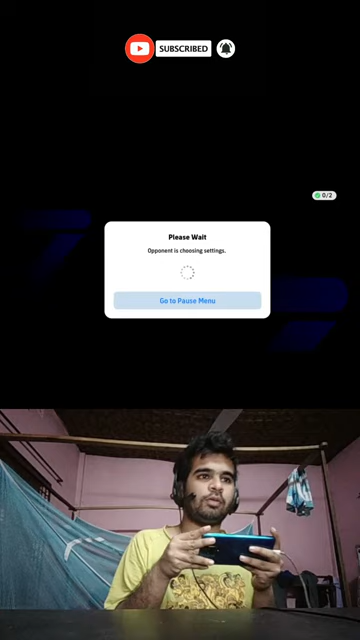 SUBSCRIBED
0/2
Please Wait
Opponent is choosing settings.
Go to Pause Menu